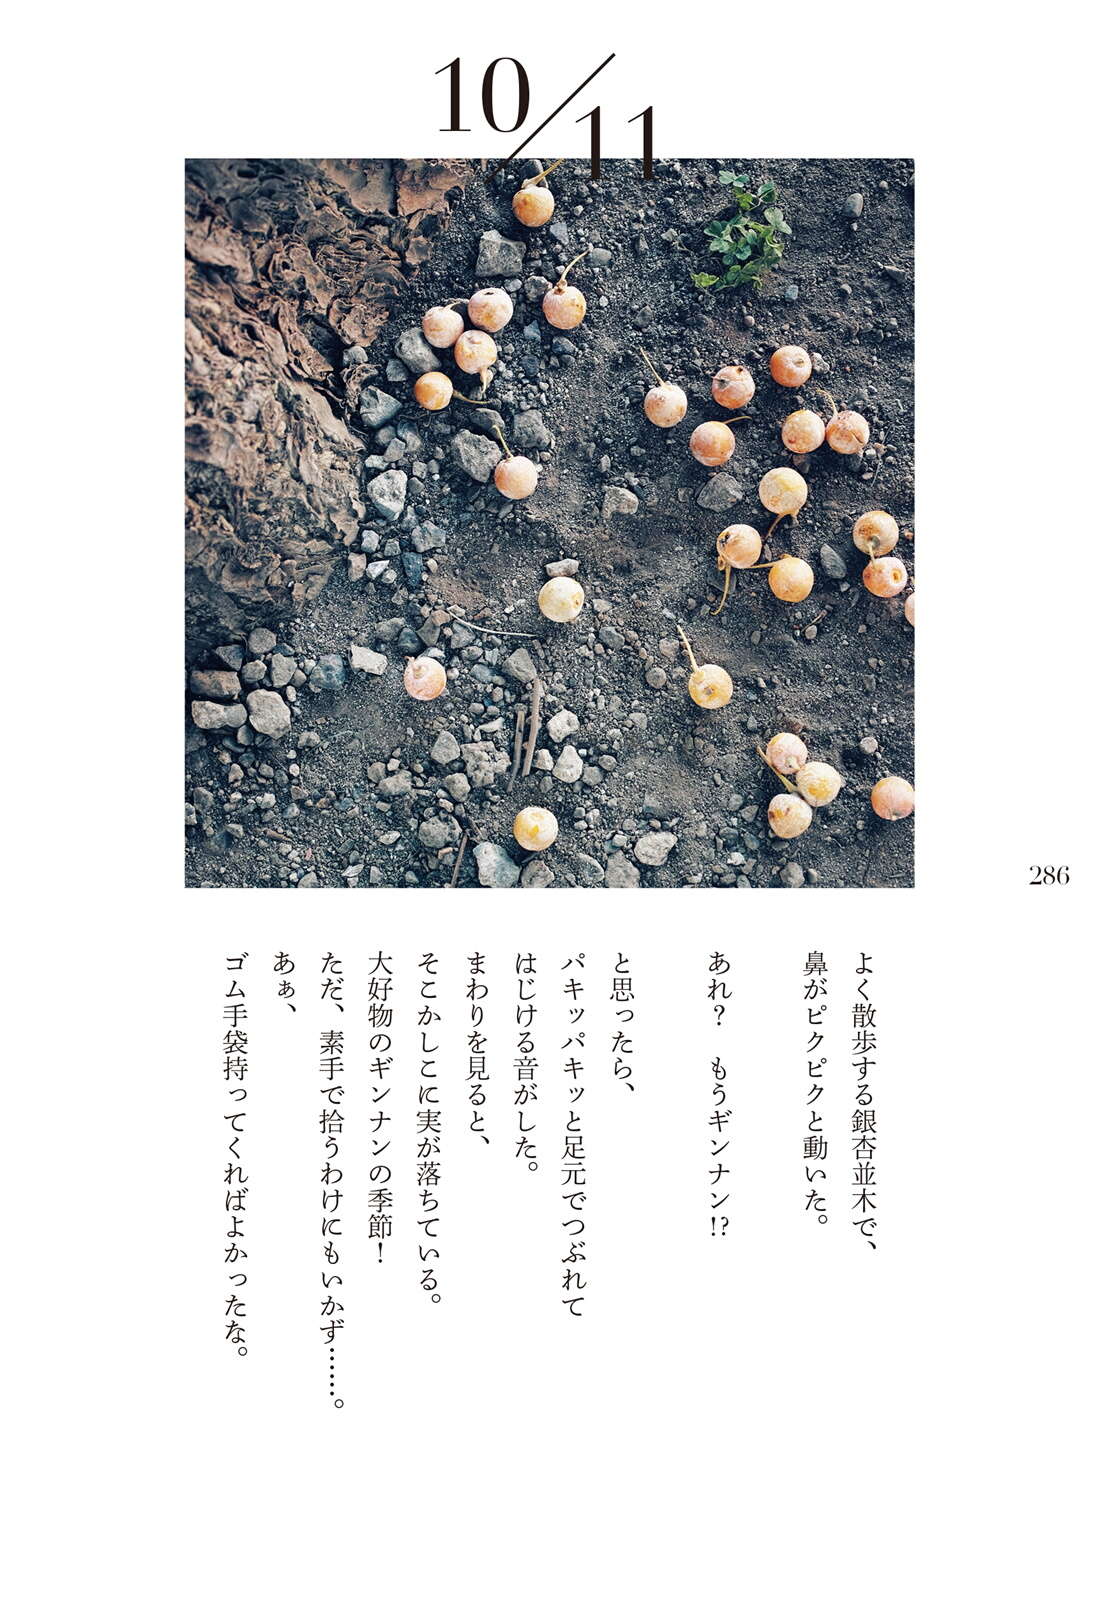 10/11
よく散歩する銀杏並木で、
鼻がピクピクと動いた。
あれ？　もうギンナン!?
と思ったら、
パキッパキッと足元でつぶれて
はじける音がした。
まわりを見ると、
そこかしこに実が落ちている。
大好物のギンナンの季節！
ただ、素手で拾うわけにもいかず……。
あぁ、
ゴム手袋持ってくればよかったな。
286